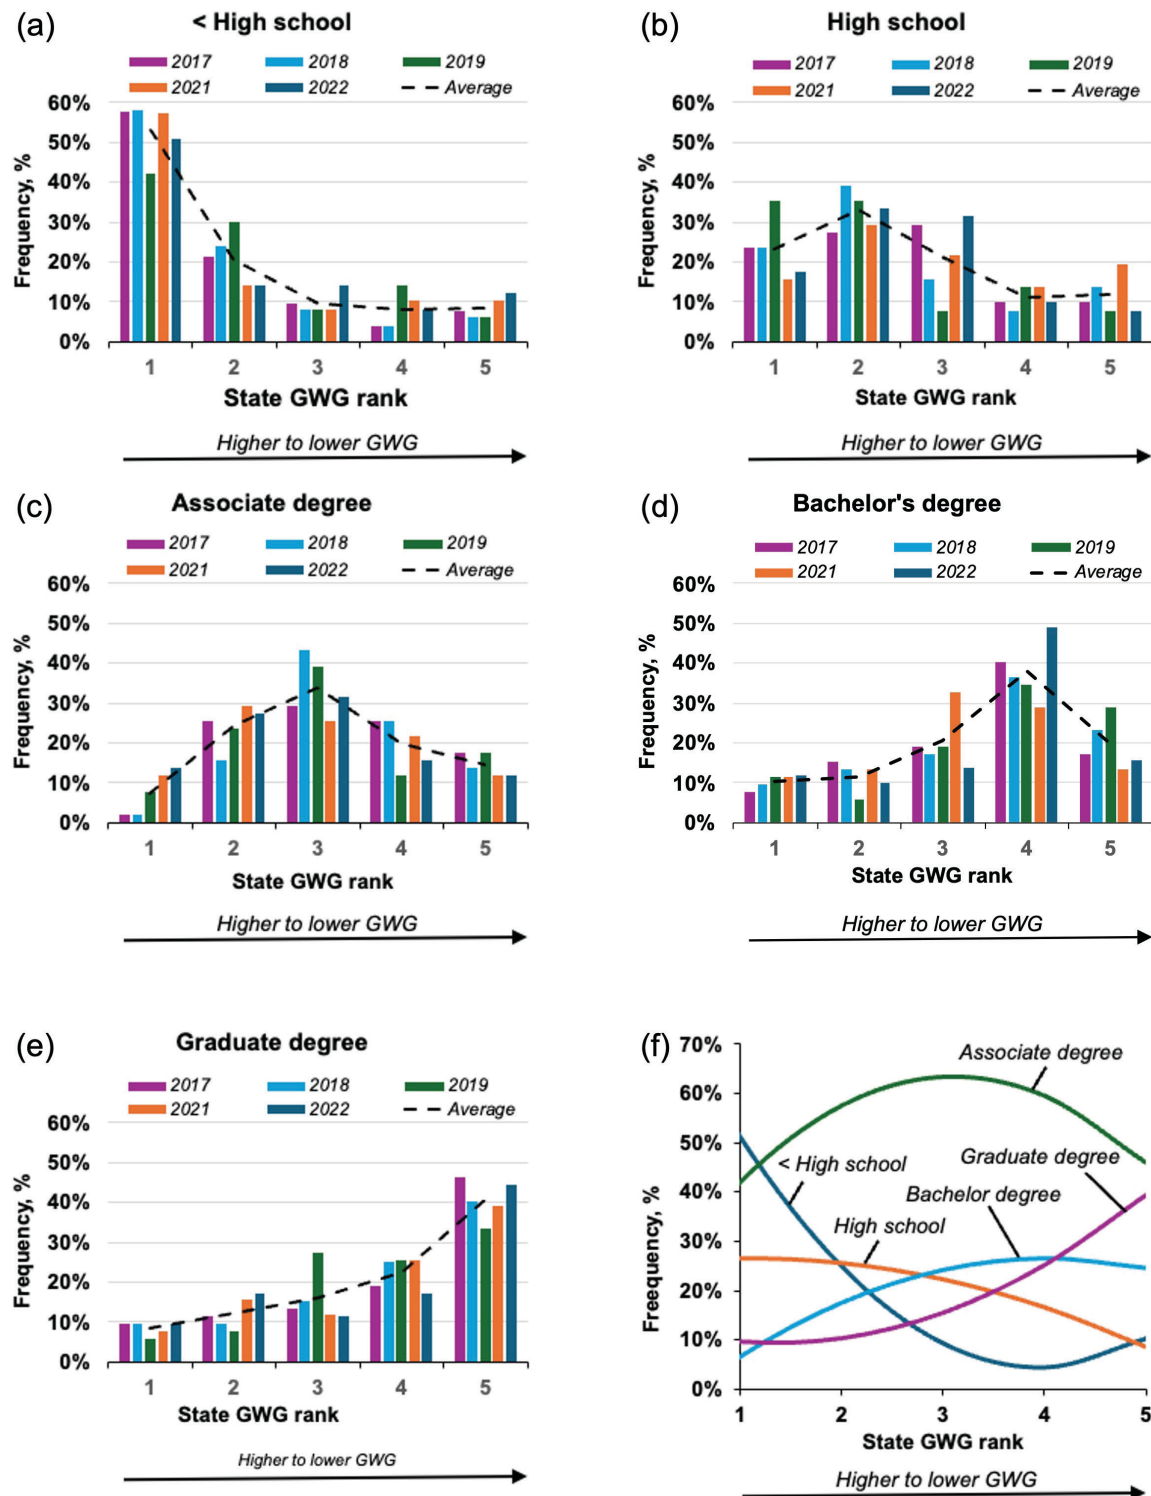 (a) < High school
2017 2018 2019
2021 2022 Average
60%
50%
40%
30%
20%
10%
0%
Frequency, %
1 2 3 4 5
State GWG rank
Higher to lower GWG
(b) High school
2017 2018 2019
2021 2022 Average
60%
50%
40%
30%
20%
10%
0%
Frequency, %
1 2 3 4 5
State GWG rank
Higher to lower GWG
(c) Associate degree
2017 2018 2019
2021 2022 Average
60%
50%
40%
30%
20%
10%
0%
Frequency, %
1 2 3 4 5
State GWG rank
Higher to lower GWG
(d) Bachelor's degree
2017 2018 2019
2021 2022 Average
60%
50%
40%
30%
20%
10%
0%
Frequency, %
1 2 3 4 5
State GWG rank
Higher to lower GWG
(e) Graduate degree
2017 2018 2019
2021 2022 Average
60%
50%
40%
30%
20%
10%
0%
Frequency, %
1 2 3 4 5
State GWG rank
Higher to lower GWG
(f)
70%
60%
50%
40%
30%
20%
10%
0%
Freequency, %
Associate degree
< High school
Graduate degree
Bachelor degree
High school
1 2 3 4 5
State GWG rank
Higher to lower GWG